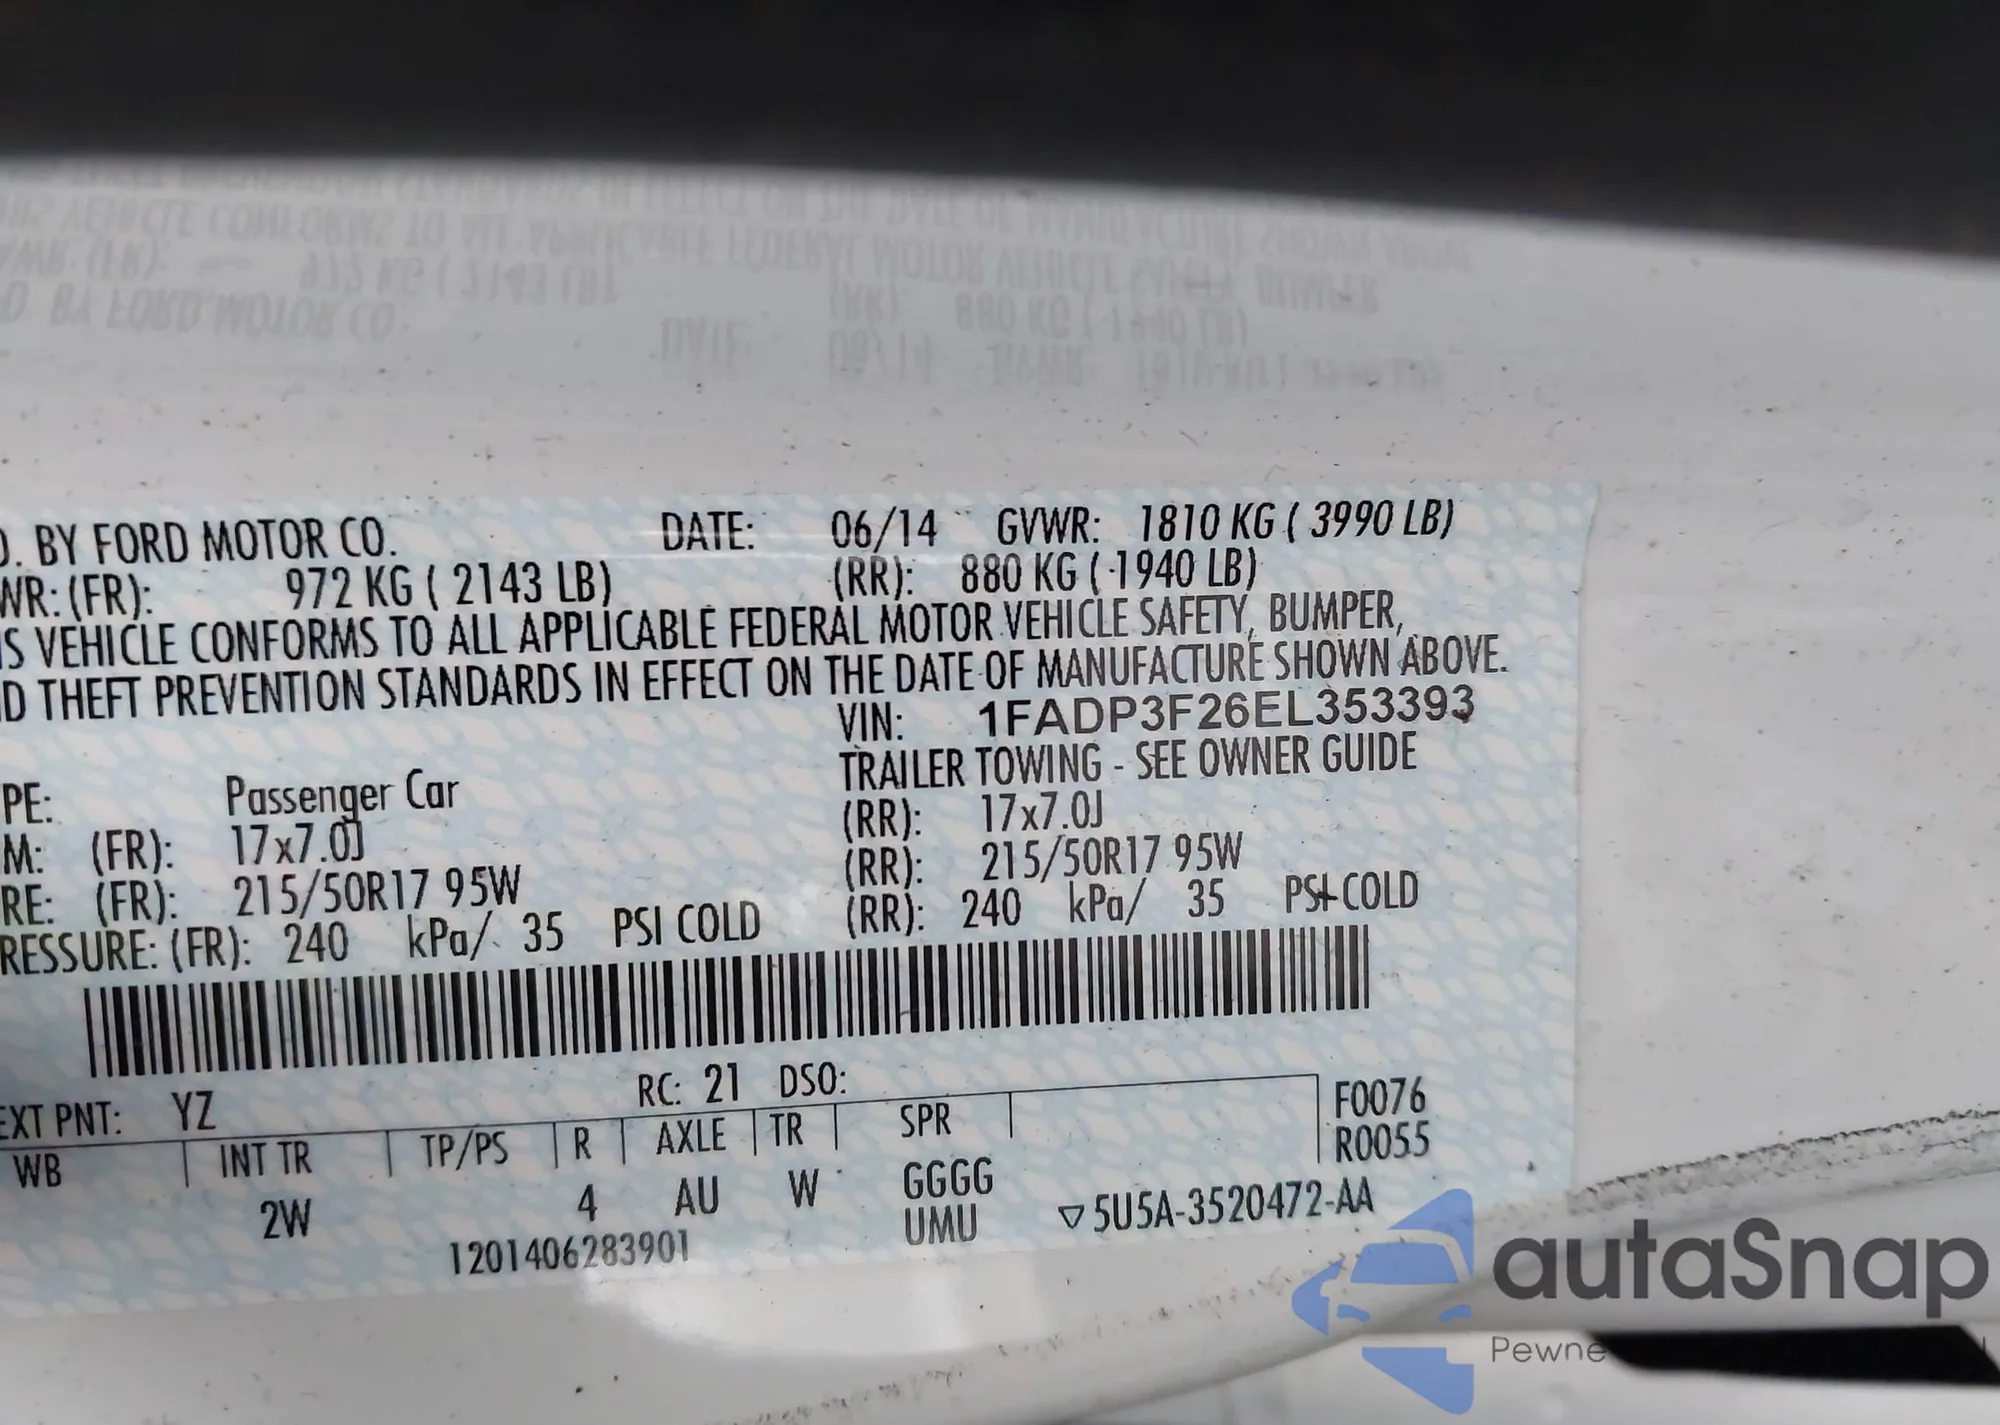 . BY FORD MOTOR CO. DATE: 06/14 GVWR: 1810 KG ( 3990 LB)
WR: (FR): 972 KG ( 2143 LB) (RR): 880 KG ( 1940 LB)
IS VEHICLE CONFORMS TO ALL APPLICABLE FEDERAL MOTOR VEHICLE SAFETY, BUMPER,
D THEFT PREVENTION STANDARDS IN EFFECT ON THE DATE OF MANUFACTURE SHOWN ABOVE.
VIN: 1FADP3F26EL353393
PE: Passenger Car TRAILER TOWING - SEE OWNER GUIDE
M: (FR): 17x7.0J (RR): 17x7.0J
RE: (FR): 215/50R17 95W (RR): 215/50R17 95W
RESSURE: (FR): 240 kPa/ 35 PSI COLD (RR): 240 kPa/ 35 PSI COLD
EXT PNT: YZ RC: 21 DSO: F0076
WB INT TR TP/PS R AXLE TR SPR R0055
2W 4 AU W GGGG
UMU ▽5U5A-3520472-AA
1201406283901
autaSnap
Pewne